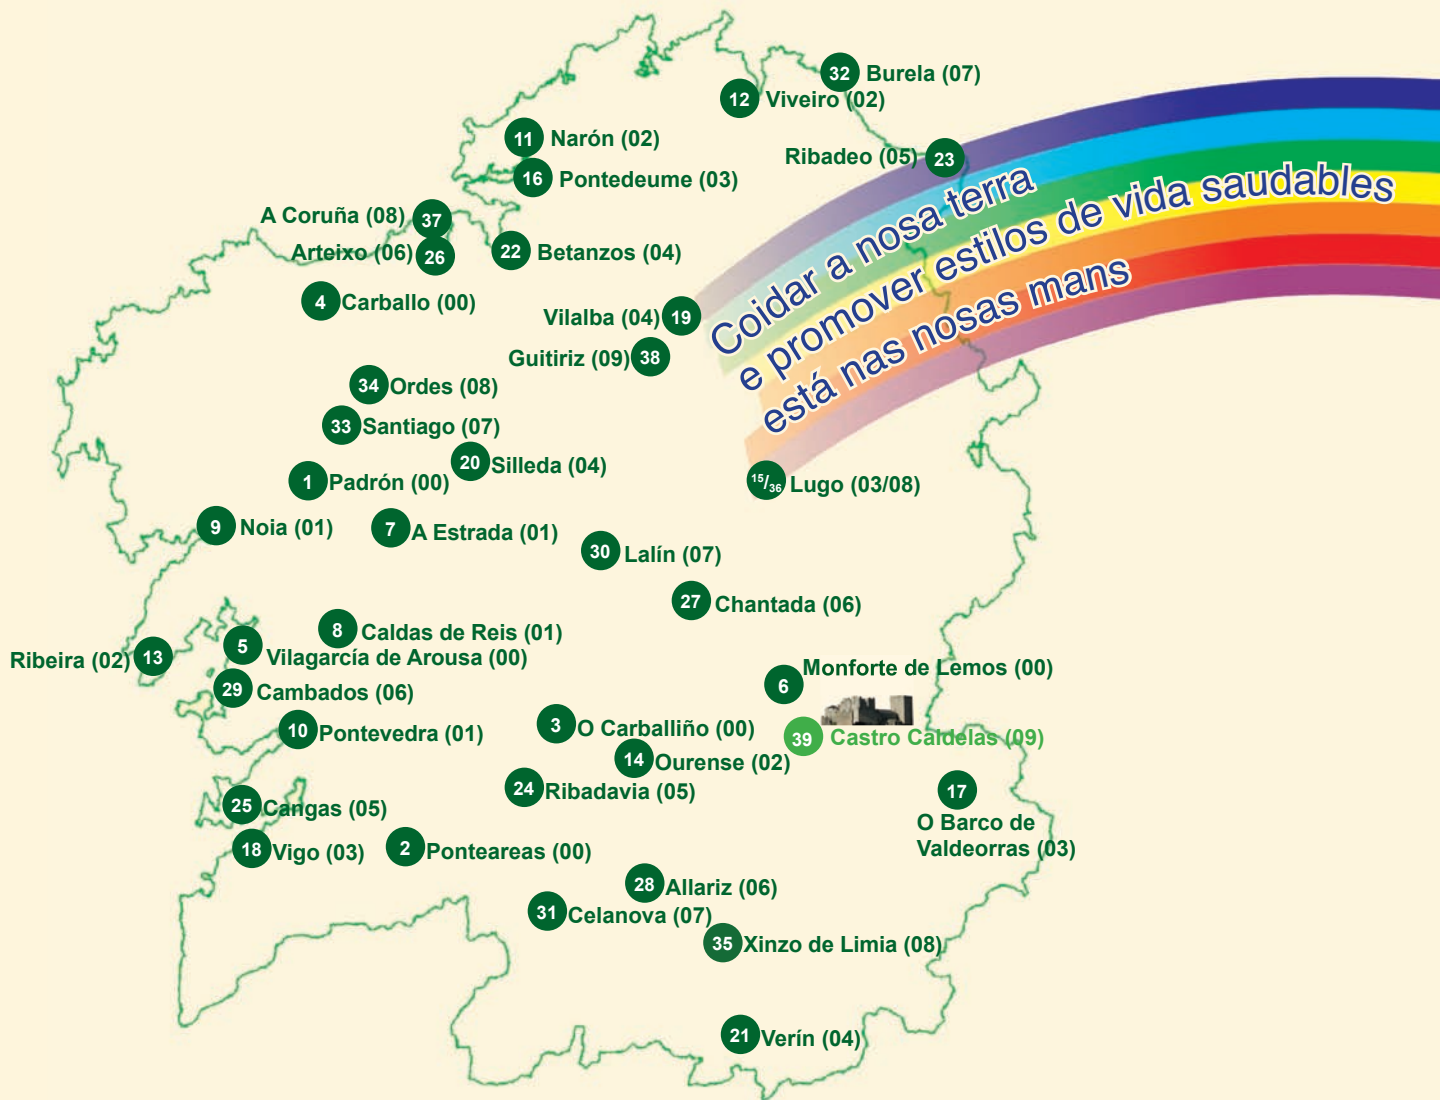 32 Burela (07)
12 Viveiro (02)
11 Narón (02)
Ribadeo (05) 23
16 Pontedeume (03)
A Coruña (08) 37
Arteixo (06) 26
22 Betanzos (04)
4 Carballo (00)
Vilalba (04) 19
Guitiriz (09) 38
Coidar a nosa terra
e promover estilos de vida saudables
está nas nosas mans
34 Ordes (08)
33 Santiago (07)
20 Silleda (04)
1 Padrón (00)
15/36 Lugo (03/08)
9 Noia (01)
7 A Estrada (01)
30 Lalín (07)
27 Chantada (06)
8 Caldas de Reis (01)
5 Vilagarcía de Arousa (00)
Ribeira (02) 13
6 Monforte de Lemos (00)
29 Cambados (06)
10 Pontevedra (01)
3 O Carballiño (00)
39 Castro Caldelas (09)
14 Ourense (02)
24 Ribadavia (05)
17 O Barco de
Valdeorras (03)
25 Cangas (05)
18 Vigo (03)
2 Ponteareas (00)
28 Allariz (06)
31 Celanova (07)
35 Xinzo de Limia (08)
21 Verín (04)